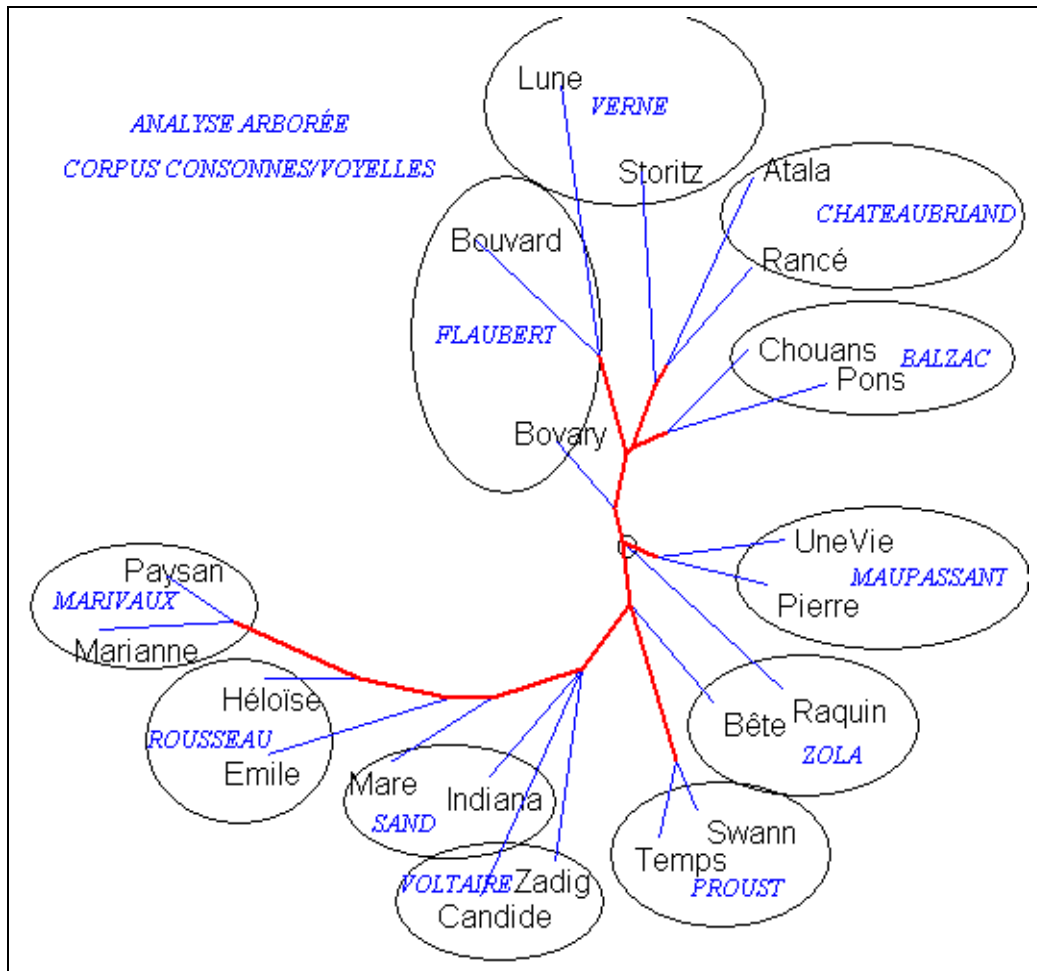 Lune
VERNE
ANALYSE ARBORÉE
CORPUS CONSONNES/VOYELLES
Storitz
Atala
CHATEAUBRIAND
Rancé
Bouvard
FLAUBERT
Bovary
Chouans
BALZAC
Pons
UneVie
MAUPASSANT
Pierre
Paysan
MARIVAUX
Marianne
Héloïse
ROUSSEAU
Emile
Mare
Indiana
SAND
Bête
Raquin
ZOLA
Swann
Temps
PROUST
VOLTAIRE
Zadig
Candide